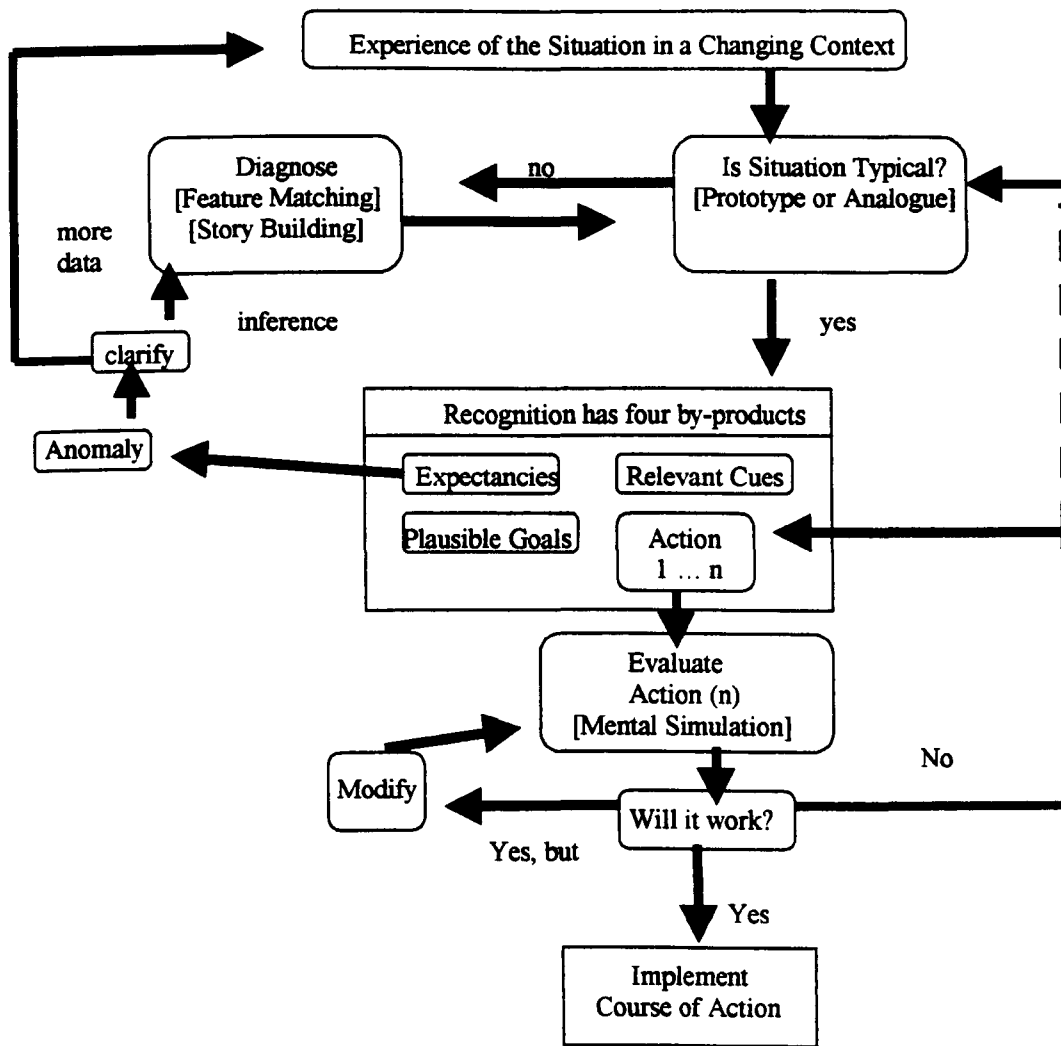 Experience of the Situation in a Changing Context
Diagnose
[Feature Matching]
[Story Building]
no
Is Situation Typical?
[Prototype or Analogue]
more
data
inference
yes
clarify
Anomaly
Recognition has four by-products
Expectancies
Relevant Cues
Plausible Goals
Action
1 ... n
Evaluate
Action (n)
[Mental Simulation]
Modify
No
Will it work?
Yes, but
Yes
Implement
Course of Action